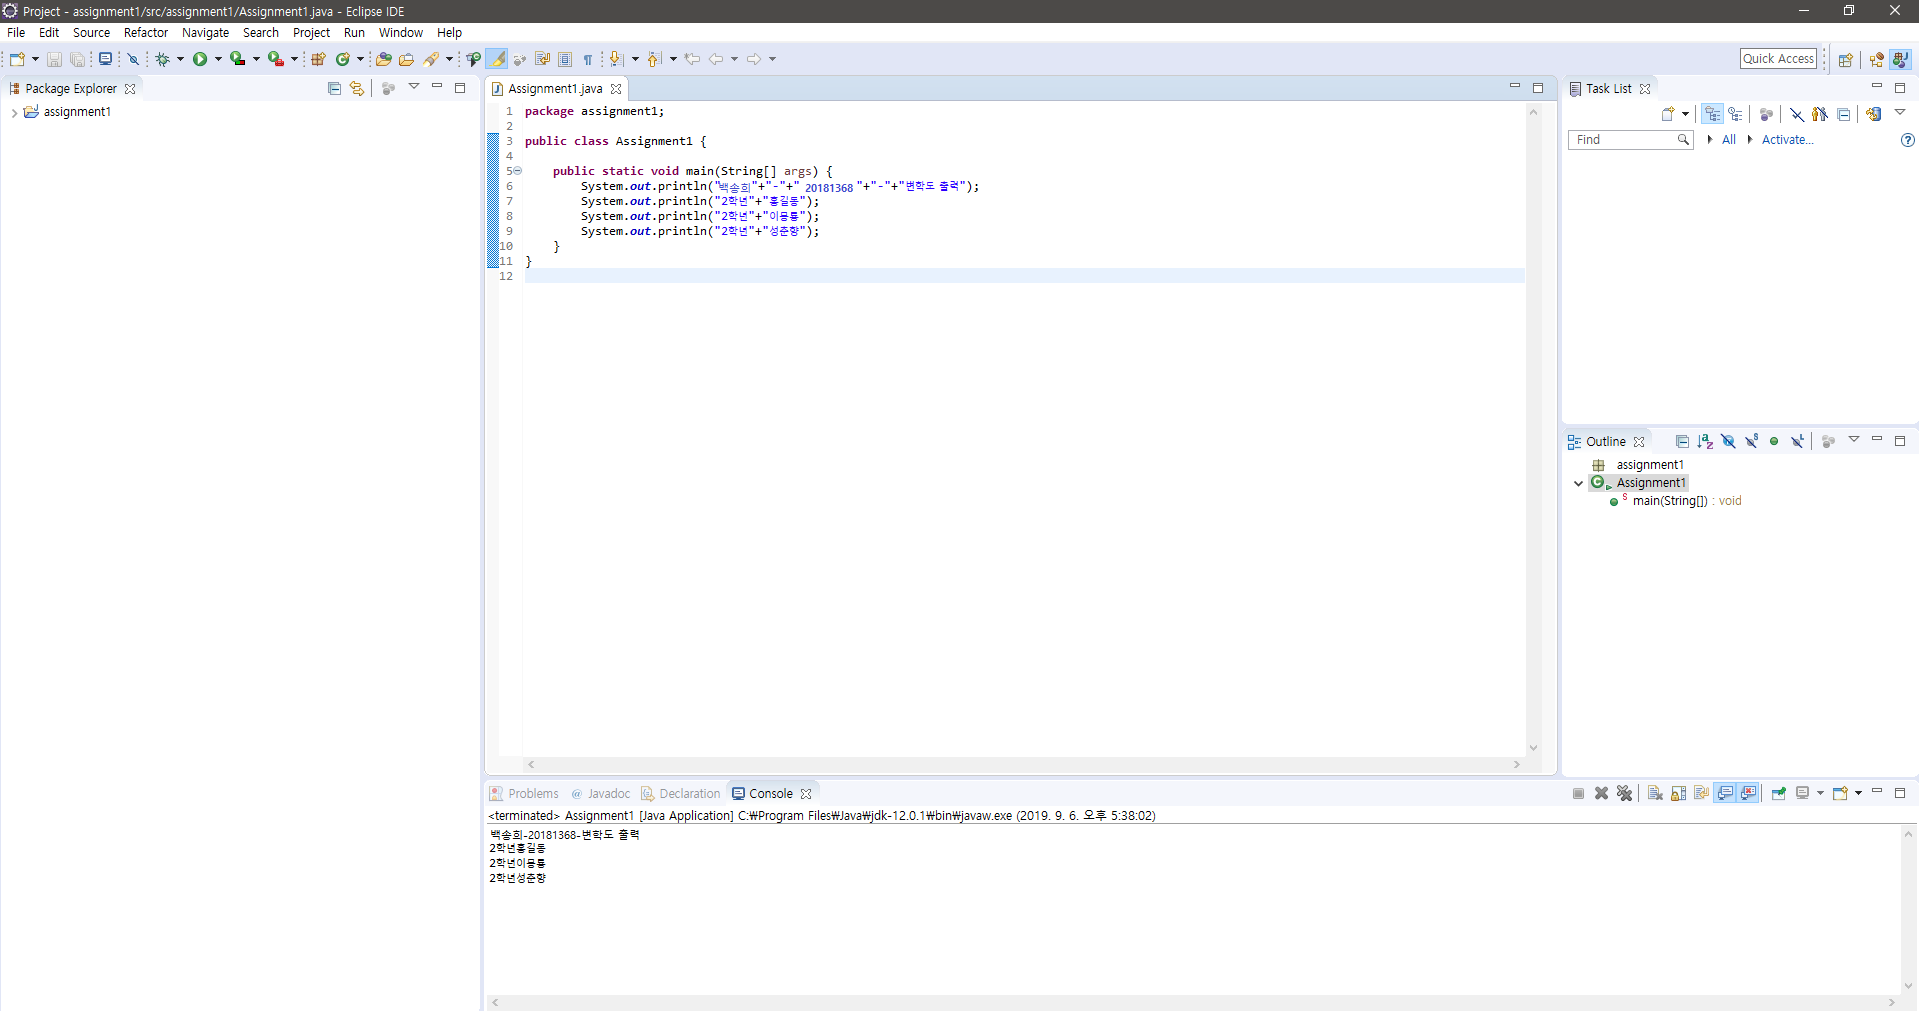 Project - assignment1/src/assignment1/Assignment1.java - Eclipse IDE
File Edit Source Refactor Navigate Search Project Run Window Help
Quick Access
Package Explorer
assignment1
Assignment1.java
1 package assignment1;
2
3 public class Assignment1 {
4
5 public static void main(String[] args) {
6 System.out.println("백송희"+"-"+" 20181368 "+"-"+"변학도 출력");
7 System.out.println("2학년"+"홍길동");
8 System.out.println("2학년"+"이몽룡");
9 System.out.println("2학년"+"성춘향");
10 }
11 }
12
Task List
Find
All
Activate...
Outline
assignment1
Assignment1
main(String[]) : void
Problems @ Javadoc Declaration Console
<terminated> Assignment1 [Java Application] C:₩Program Files₩Java₩jdk-12.0.1₩bin₩javaw.exe (2019. 9. 6. 오후 5:38:02)
백송희-20181368-변학도 출력
2학년홍길동
2학년이몽룡
2학년성춘향